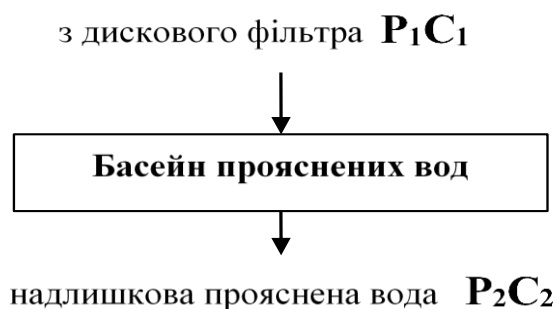 з дискового фільтра P₁C₁
Басейн прояснених вод
надлишкова прояснена вода P₂C₂